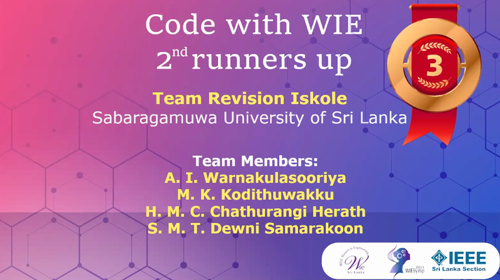 Code with WIE
2nd runners up
3
Team Revision Iskole
Sabaragamuwa University of Sri Lanka
Team Members:
A. I. Warnakulasooriya
M. K. Kodithuwakku
H. M. C. Chathurangi Herath
S. M. T. Dewni Samarakoon
IEEE
Sri Lanka Section